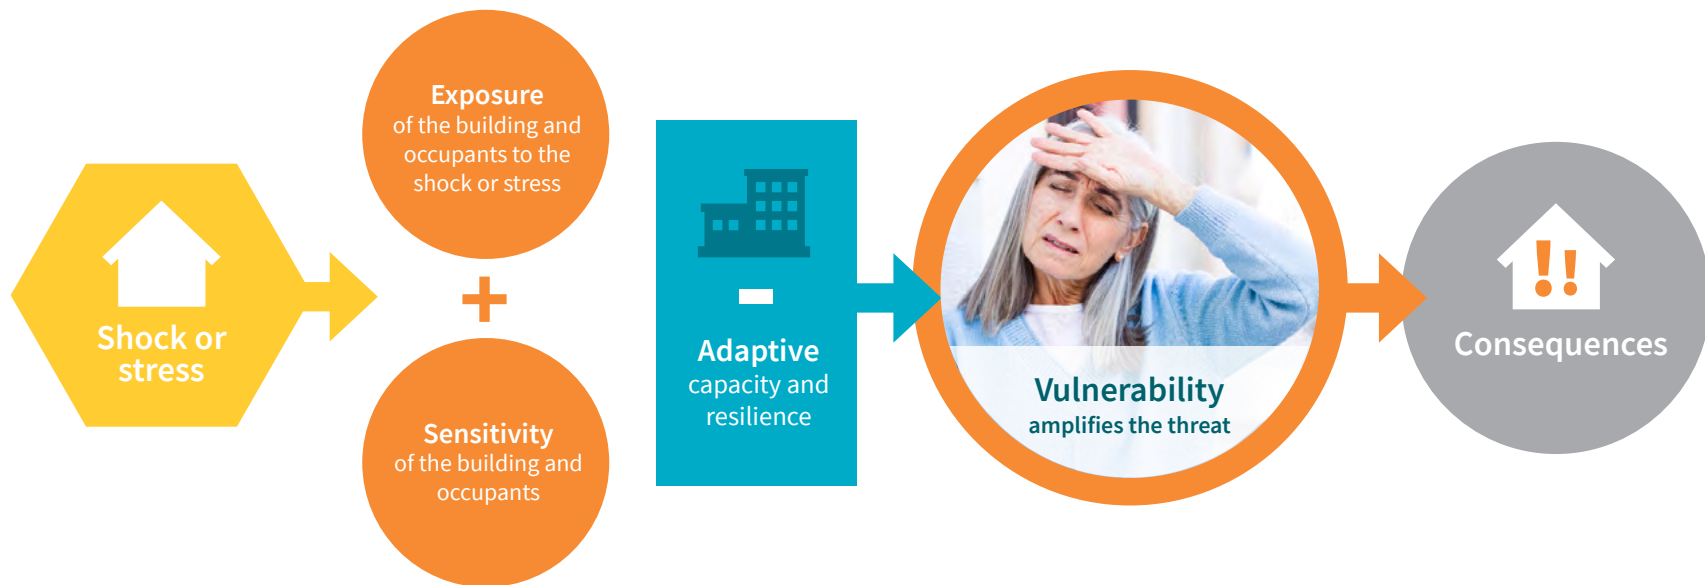 Shock or
stress
Exposure
of the building and
occupants to the
shock or stress
+
Sensitivity
of the building and
occupants
-
Adaptive
capacity and
resilience
Vulnerability
amplifies the threat
!!
Consequences